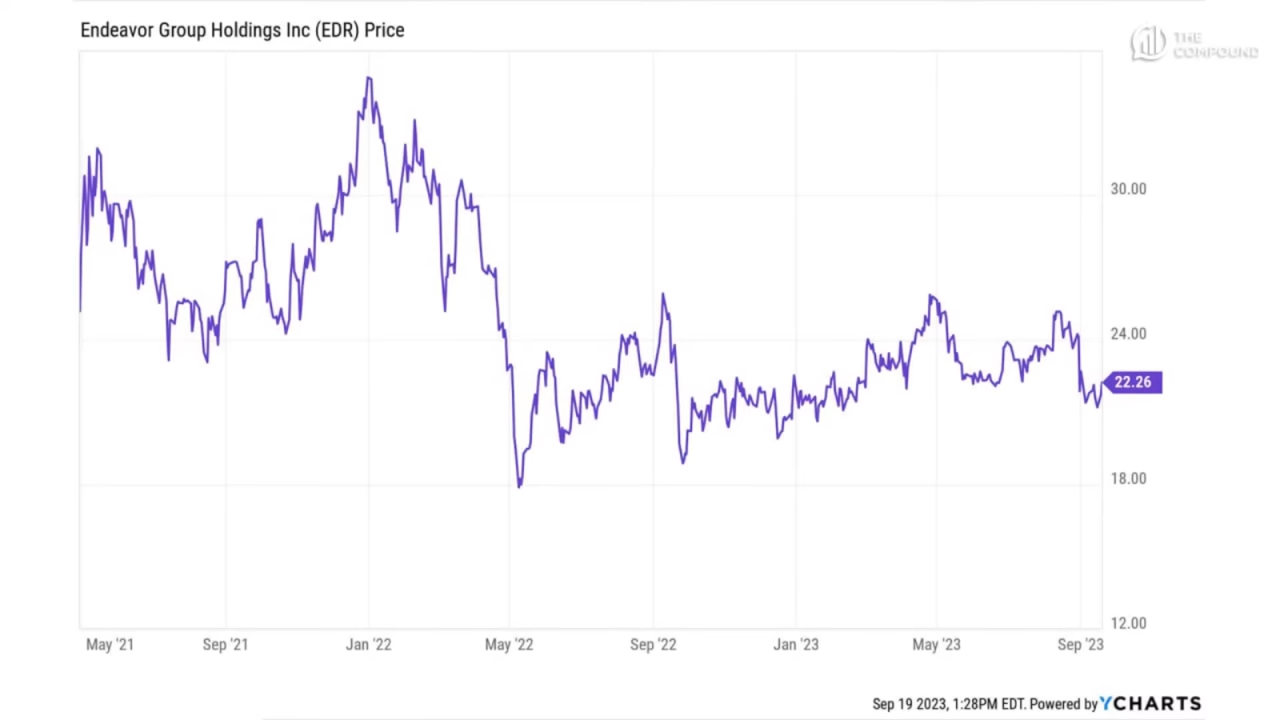 Endeavor Group Holdings Inc (EDR) Price
THE
COMPOUND
30.00
24.00
22.26
18.00
12.00
May '21
Sep '21
Jan '22
May '22
Sep '22
Jan '23
May '23
Sep '23
Sep 19 2023, 1:28PM EDT. Powered by YCHARTS